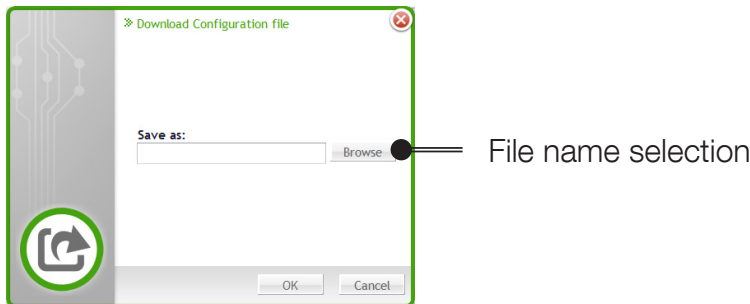 » Download Configuration file
Save as:
Browse
File name selection
OK Cancel